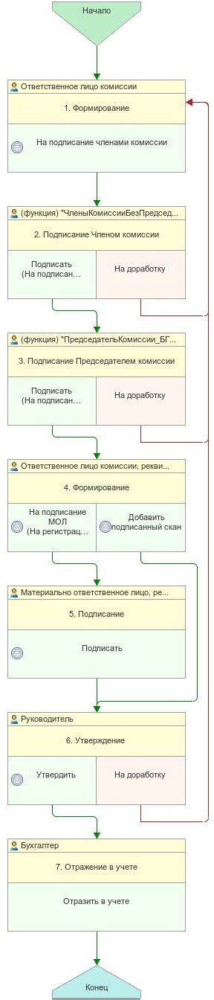 Начало
Ответственное лицо комиссии
1. Формирование
На подписание членами комиссии
(функция) "ЧленыКомиссииБезПредсед...
2. Подписание Членом комиссии
Подписать
(На подписан...
На доработку
(функция) "ПредседательКомиссии_БГ...
3. Подписание Председателем комиссии
Подписать
(На подписан...
На доработку
Ответственное лицо комиссии, рекви...
4. Формирование
На подписание
МОЛ
(На регистрац...
Добавить
подписанный скан
Материально ответственное лицо, ре...
5. Подписание
Подписать
Руководитель
6. Утверждение
Утвердить
На доработку
Бухгалтер
7. Отражение в учете
Отразить в учете
Конец